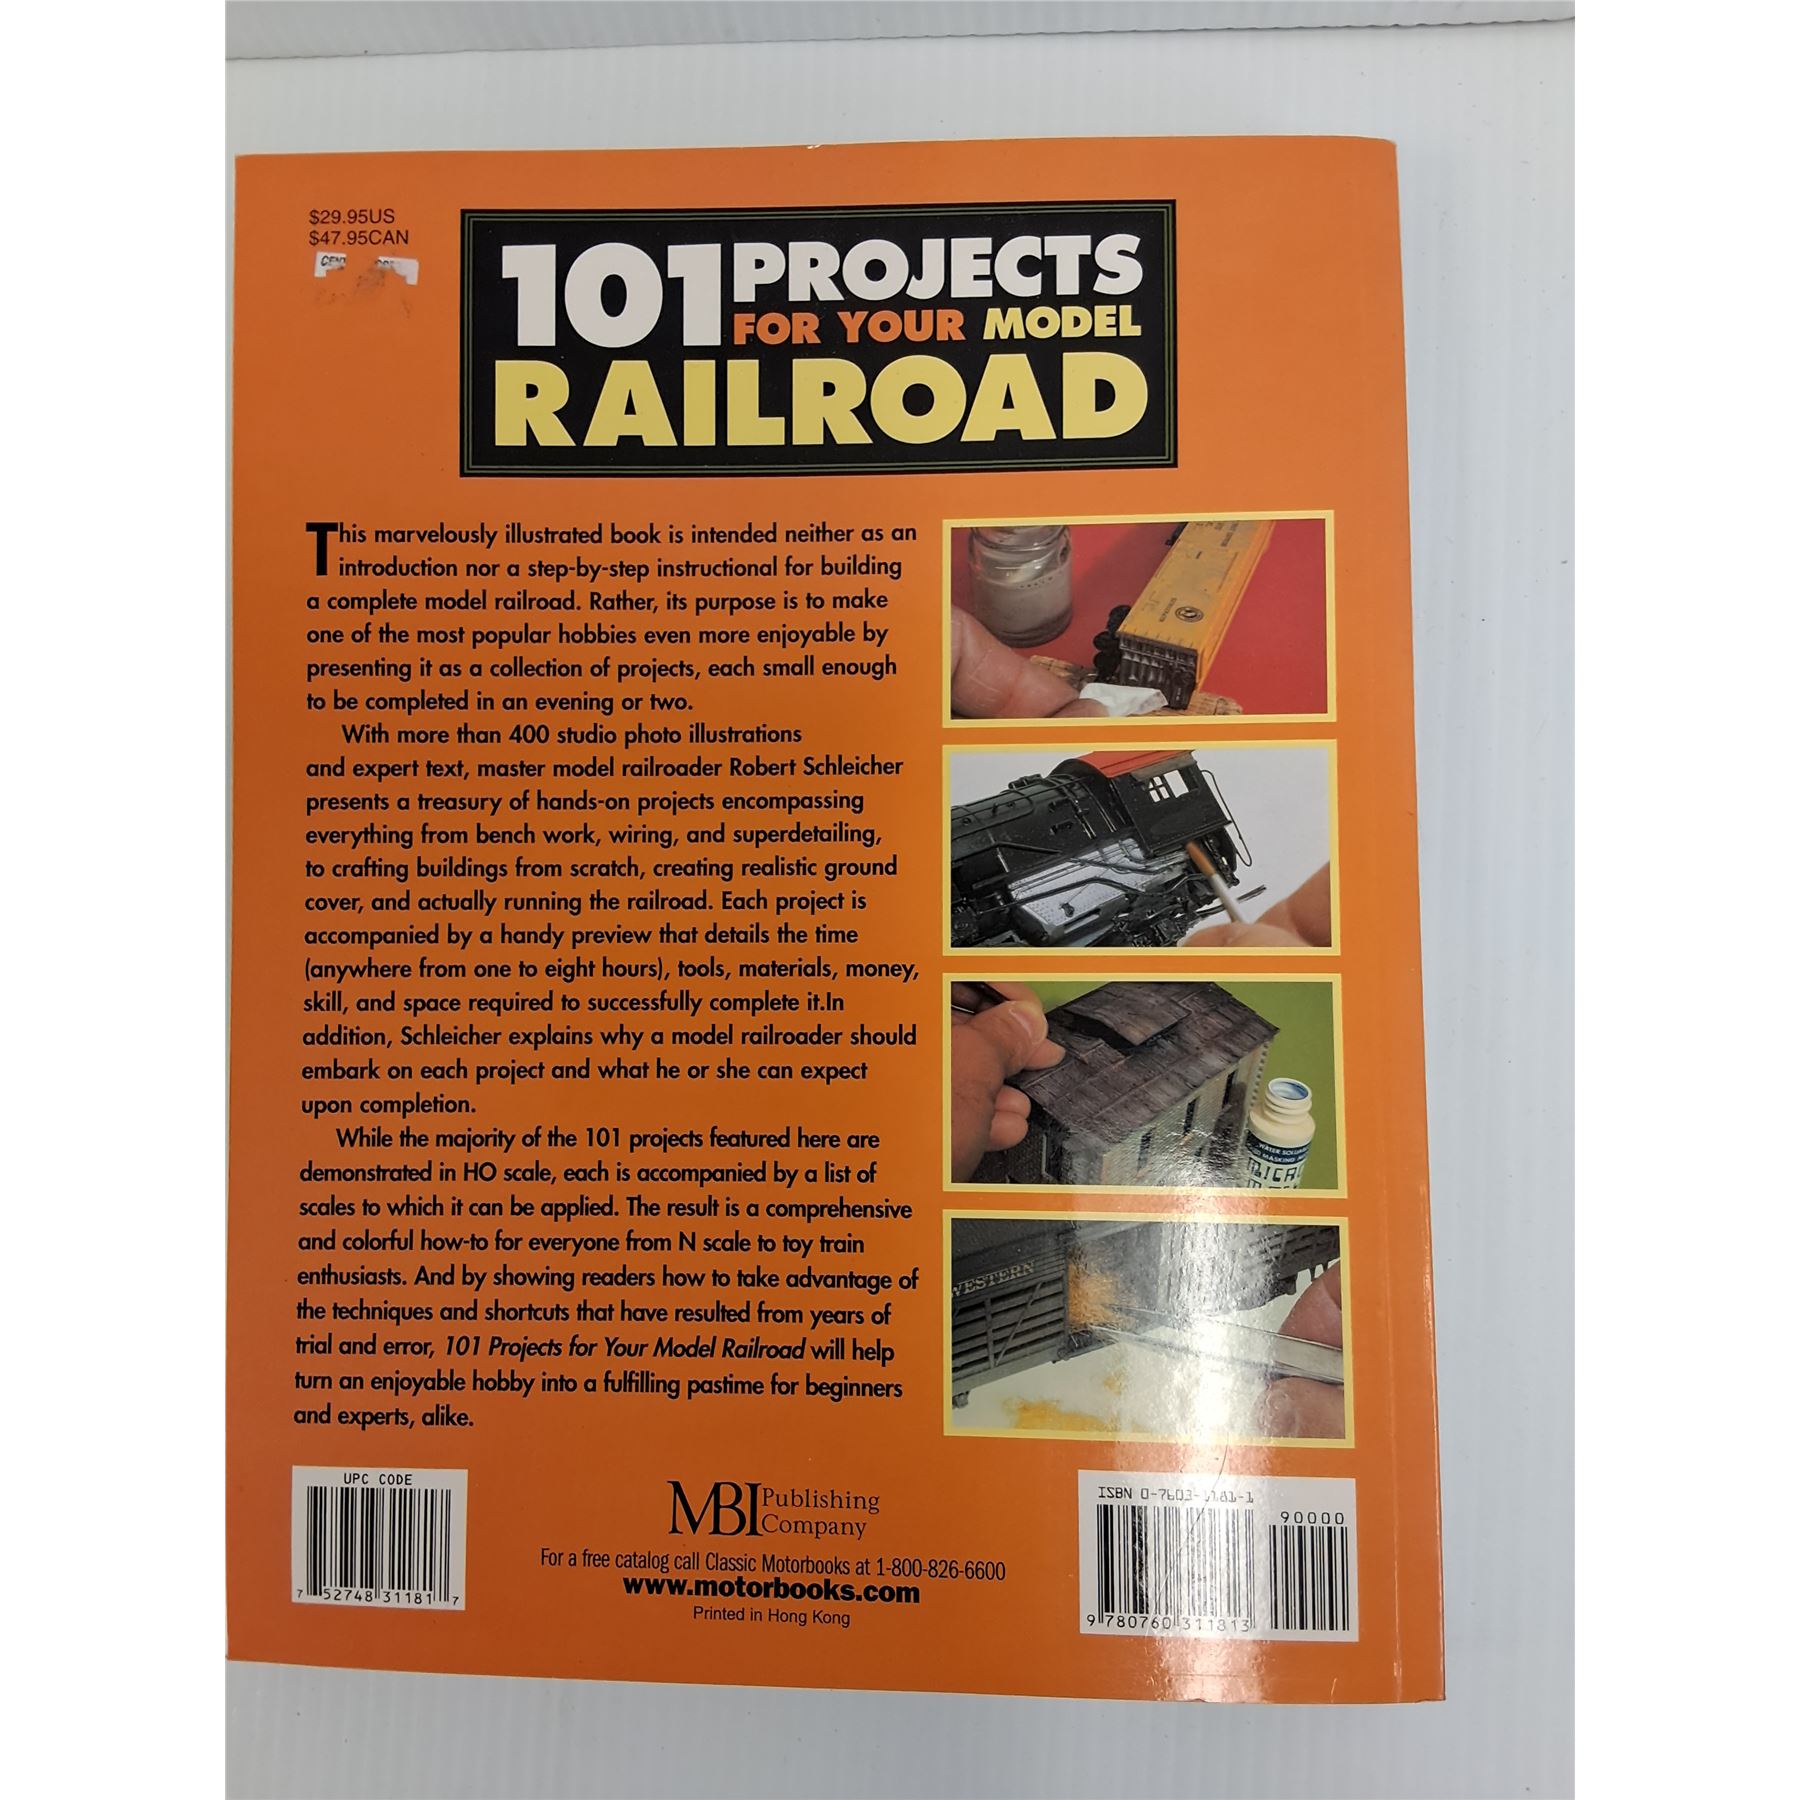 $29.95US
$47.95CAN
101 PROJECTS
FOR YOUR MODEL
RAILROAD
This marvelously illustrated book is intended neither as an
introduction nor a step-by-step instructional for building
a complete model railroad. Rather, its purpose is to make
one of the most popular hobbies even more enjoyable by
presenting it as a collection of projects, each small enough
to be completed in an evening or two.
With more than 400 studio photo illustrations
and expert text, master model railroader Robert Schleicher
presents a treasury of hands-on projects encompassing
everything from bench work, wiring, and superdetailing,
to crafting buildings from scratch, creating realistic ground
cover, and actually running the railroad. Each project is
accompanied by a handy preview that details the time
(anywhere from one to eight hours), tools, materials, money,
skill, and space required to successfully complete it.In
addition, Schleicher explains why a model railroader should
embark on each project and what he or she can expect
upon completion.
While the majority of the 101 projects featured here are
demonstrated in HO scale, each is accompanied by a list of
scales to which it can be applied. The result is a comprehensive
and colorful how-to for everyone from N scale to toy train
enthusiasts. And by showing readers how to take advantage of
the techniques and shortcuts that have resulted from years of
trial and error, 101 Projects for Your Model Railroad will help
turn an enjoyable hobby into a fulfilling pastime for beginners
and experts, alike.
WESTERN
UPC CODE
7 52748 31181 7
MBI Publishing
Company
For a free catalog call Classic Motorbooks at 1-800-826-6600
www.motorbooks.com
Printed in Hong Kong
ISBN 0-7603-1181-1
90000
9 780760 311813